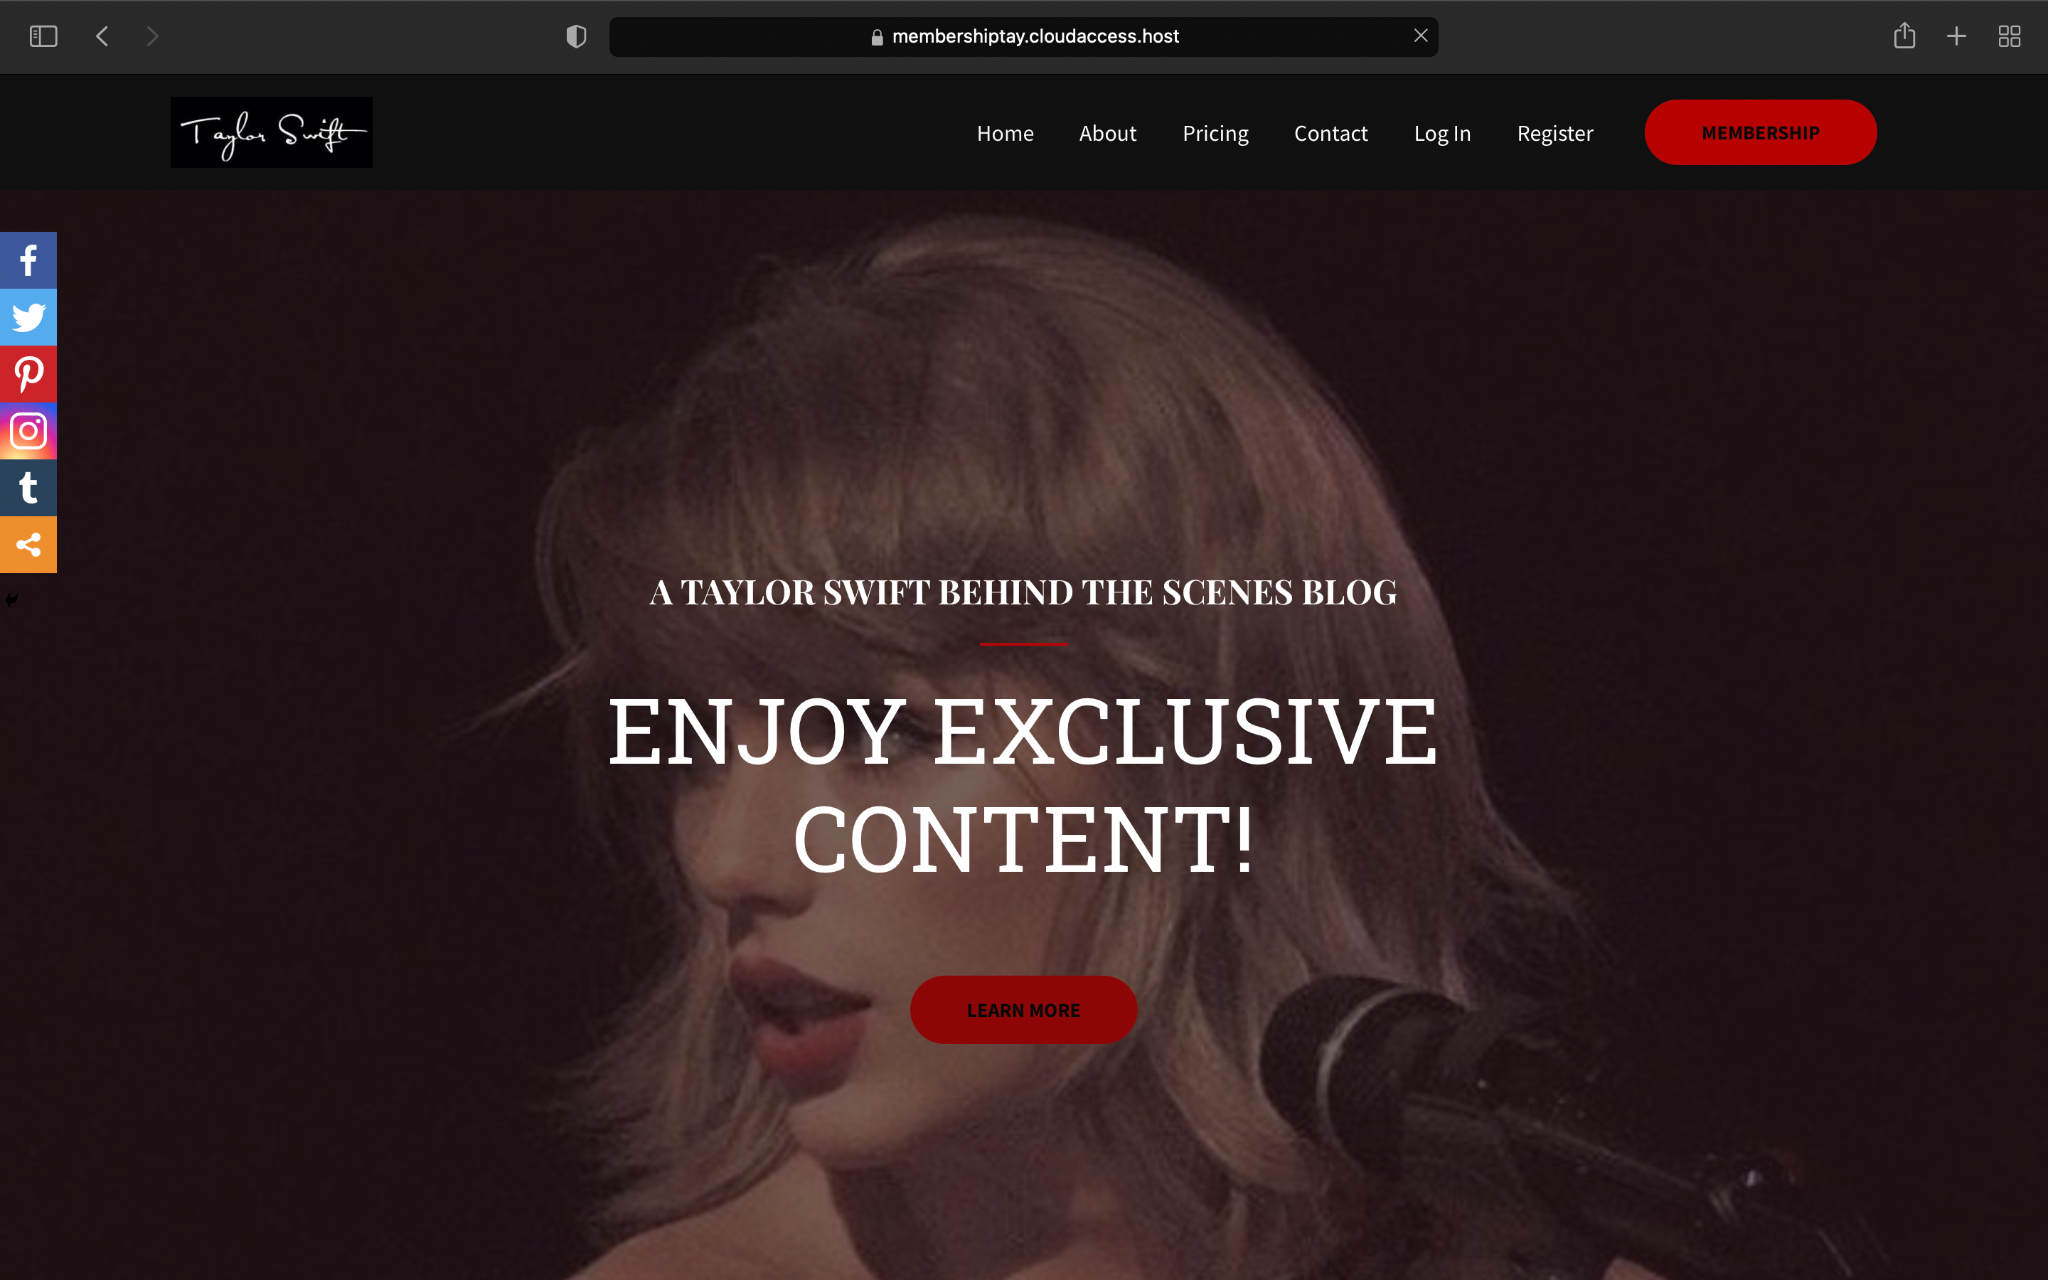 membershiptay.cloudaccess.host
Taylor Swift
Home
About
Pricing
Contact
Log In
Register
MEMBERSHIP
A TAYLOR SWIFT BEHIND THE SCENES BLOG
ENJOY EXCLUSIVE
CONTENT!
LEARN MORE